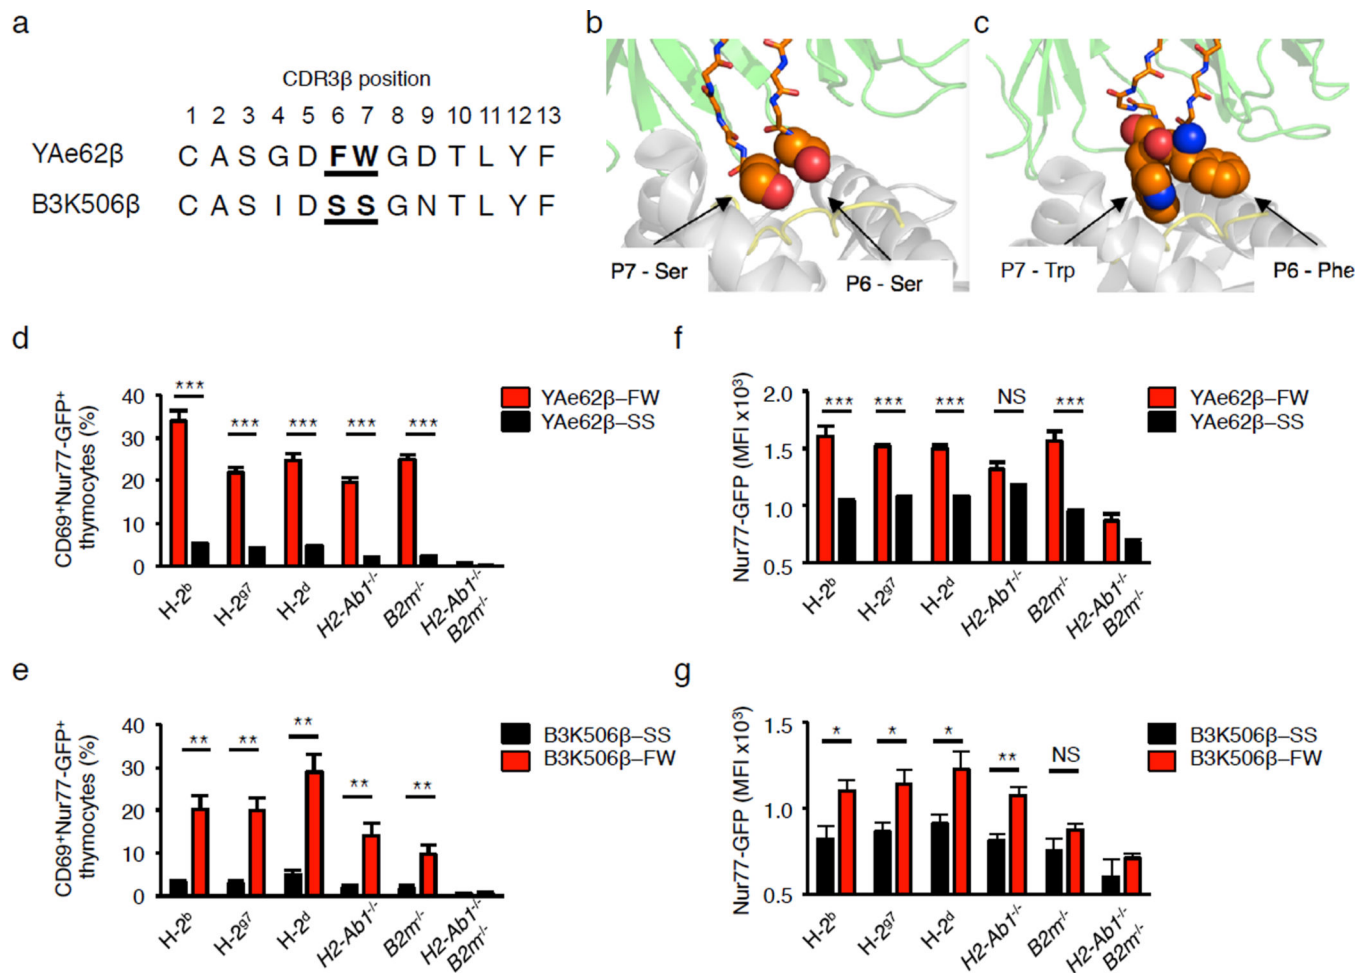 a
CDR3β position
1 2 3 4 5 6 7 8 9 10 11 12 13
YAe62β C A S G D F W G D T L Y F
B3K506β C A S I D S S G N T L Y F
b
P7 - Ser
P6 - Ser
c
P7 - Trp
P6 - Phe
d
CD69⁺Nur77-GFP⁺
thymocytes (%)
40
30
20
10
0
*** *** *** *** ***
H-2ᵇ H-2ᵍ⁷ H-2ᵈ H2-Ab1⁻/⁻ B2m⁻/⁻ H2-Ab1⁻/⁻
B2m⁻/⁻
YAe62β–FW
YAe62β–SS
f
Nur77-GFP (MFI x10³)
2.0
1.5
1.0
0.5
*** *** *** NS ***
H-2ᵇ H-2ᵍ⁷ H-2ᵈ H2-Ab1⁻/⁻ B2m⁻/⁻ H2-Ab1⁻/⁻
B2m⁻/⁻
YAe62β–FW
YAe62β–SS
e
CD69⁺Nur77-GFP⁺
thymocytes (%)
40
30
20
10
0
** ** ** ** **
H-2ᵇ H-2ᵍ⁷ H-2ᵈ H2-Ab1⁻/⁻ B2m⁻/⁻ H2-Ab1⁻/⁻
B2m⁻/⁻
B3K506β–SS
B3K506β–FW
g
Nur77-GFP (MFI x10³)
1.5
1.0
0.5
* * * ** NS
H-2ᵇ H-2ᵍ⁷ H-2ᵈ H2-Ab1⁻/⁻ B2m⁻/⁻ H2-Ab1⁻/⁻
B2m⁻/⁻
B3K506β–SS
B3K506β–FW